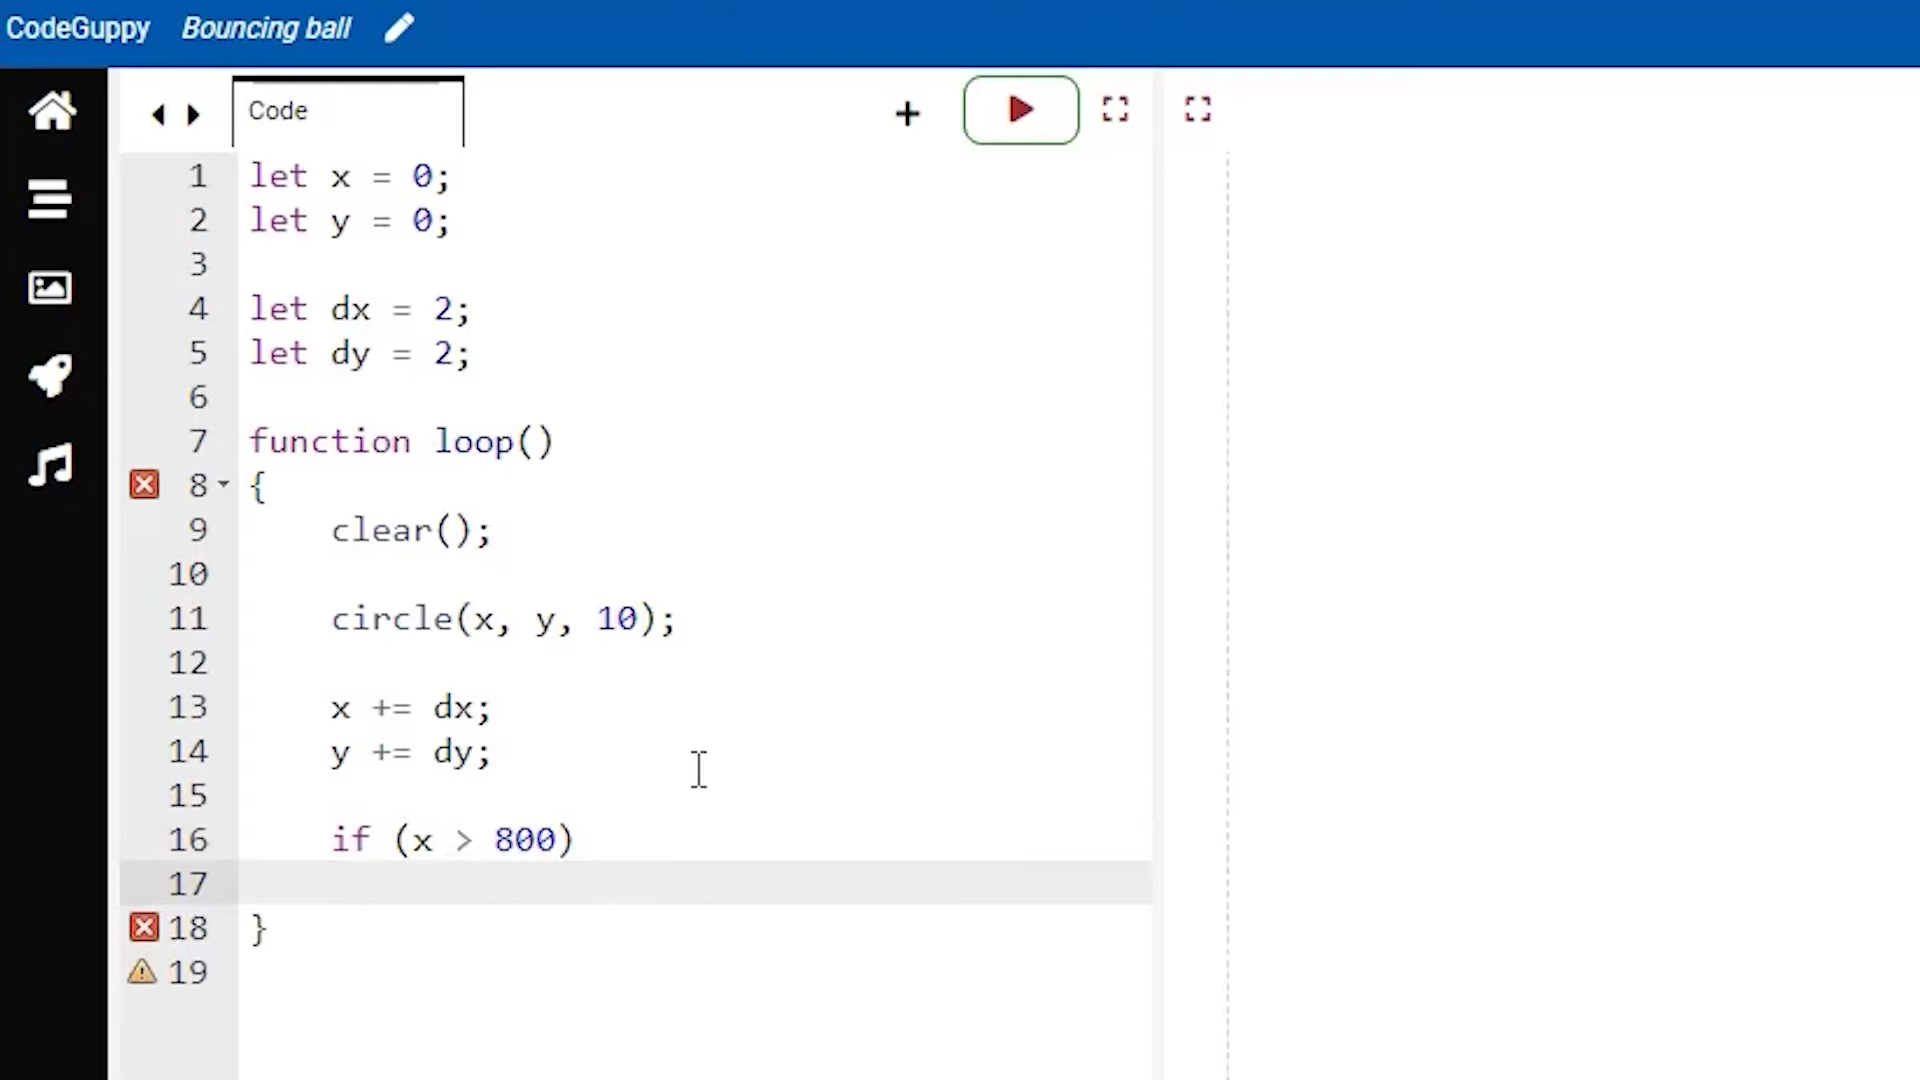 CodeGuppy Bouncing ball
Code +
1 let x = 0;
2 let y = 0;
3
4 let dx = 2;
5 let dy = 2;
6
7 function loop()
8 {
9 clear();
10
11 circle(x, y, 10);
12
13 x += dx;
14 y += dy;
15
16 if (x > 800)
17
18 }
19